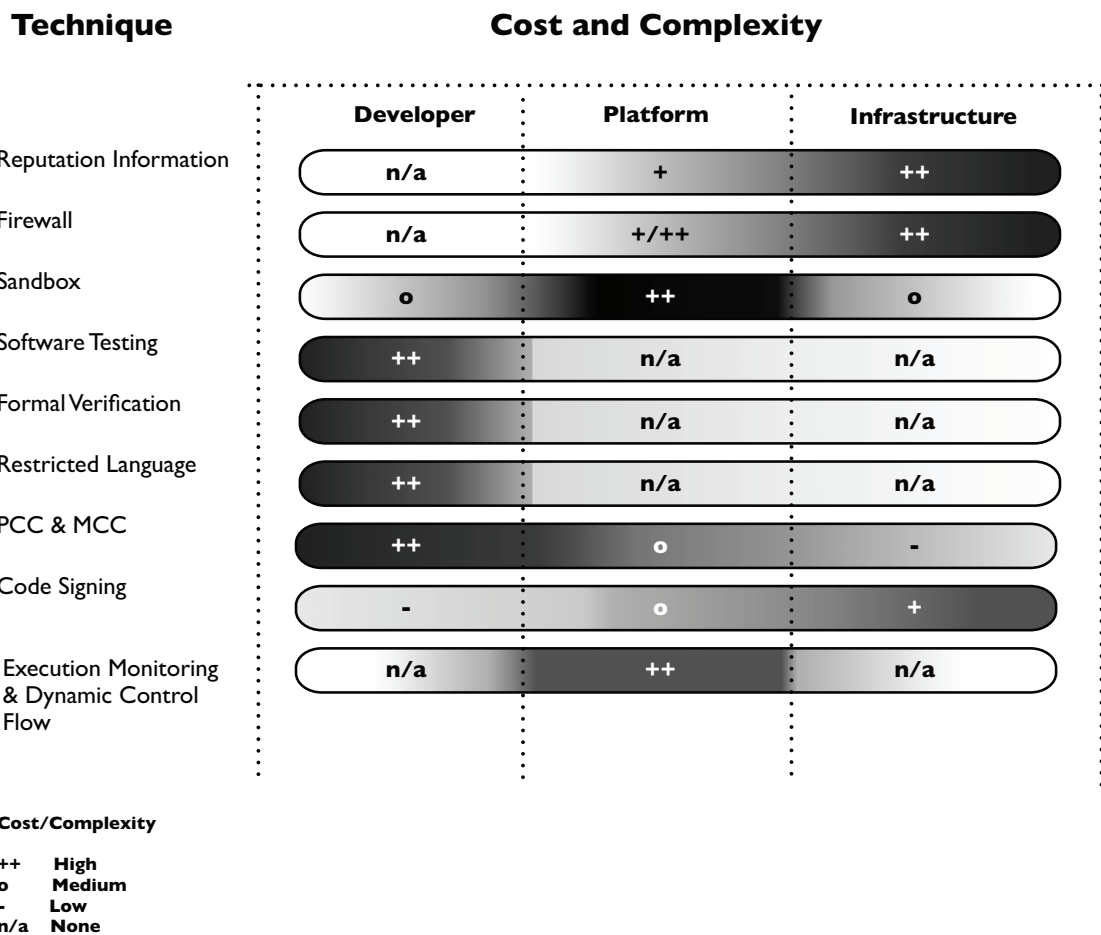 Technique
Cost and Complexity
Developer
Platform
Infrastructure
Reputation Information
n/a
+
++
Firewall
n/a
+/++
++
Sandbox
o
++
o
Software Testing
++
n/a
n/a
Formal Verification
++
n/a
n/a
Restricted Language
++
n/a
n/a
PCC & MCC
++
o
-
Code Signing
-
o
+
Execution Monitoring
& Dynamic Control
Flow
n/a
++
n/a
Cost/Complexity
++ High
o Medium
- Low
n/a None